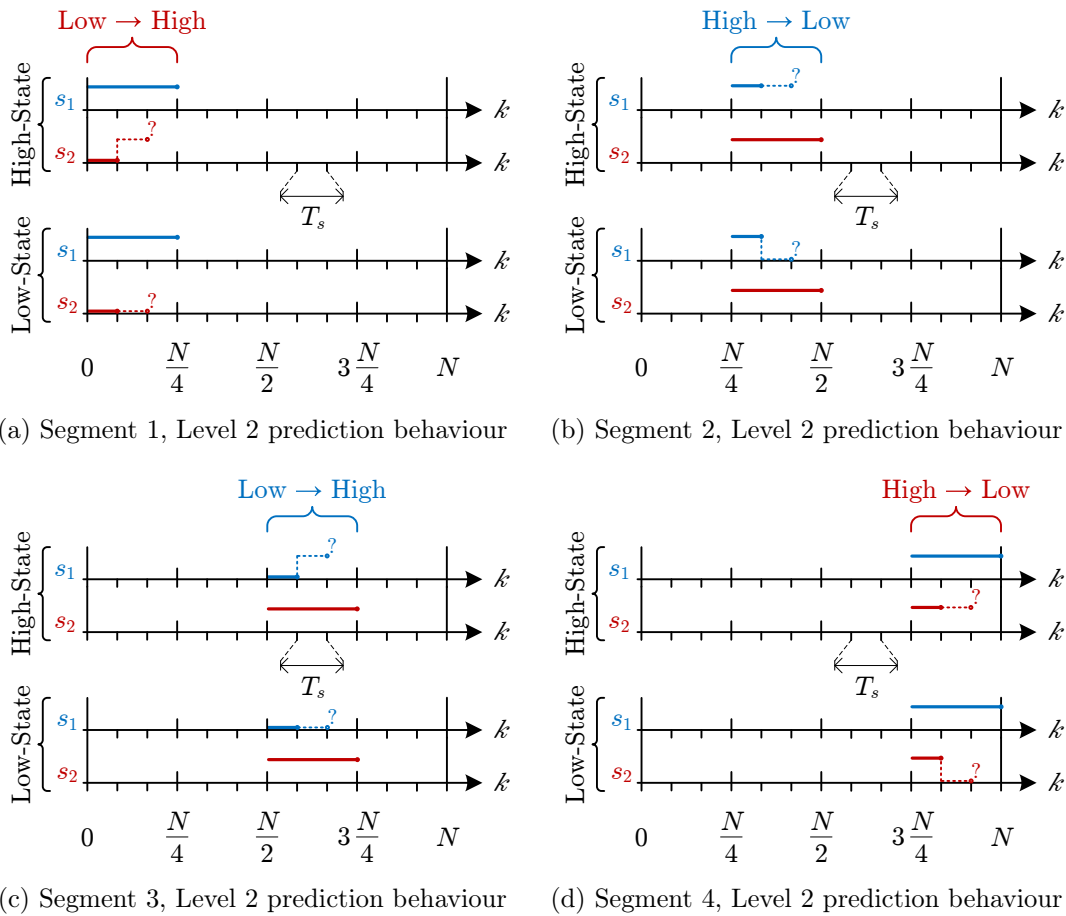 Low → High
High-State
s₁ k
?
s₂ k
Tₛ
Low-State
s₁ k
?
s₂ k
0 N/4 N/2 3 N/4 N
(a) Segment 1, Level 2 prediction behaviour
High → Low
High-State
?
s₁ k
s₂ k
Tₛ
Low-State
?
s₁ k
s₂ k
0 N/4 N/2 3 N/4 N
(b) Segment 2, Level 2 prediction behaviour
Low → High
High-State
?
s₁ k
s₂ k
Tₛ
Low-State
?
s₁ k
s₂ k
0 N/4 N/2 3 N/4 N
(c) Segment 3, Level 2 prediction behaviour
High → Low
High-State
s₁ k
?
s₂ k
Tₛ
Low-State
s₁ k
?
s₂ k
0 N/4 N/2 3 N/4 N
(d) Segment 4, Level 2 prediction behaviour